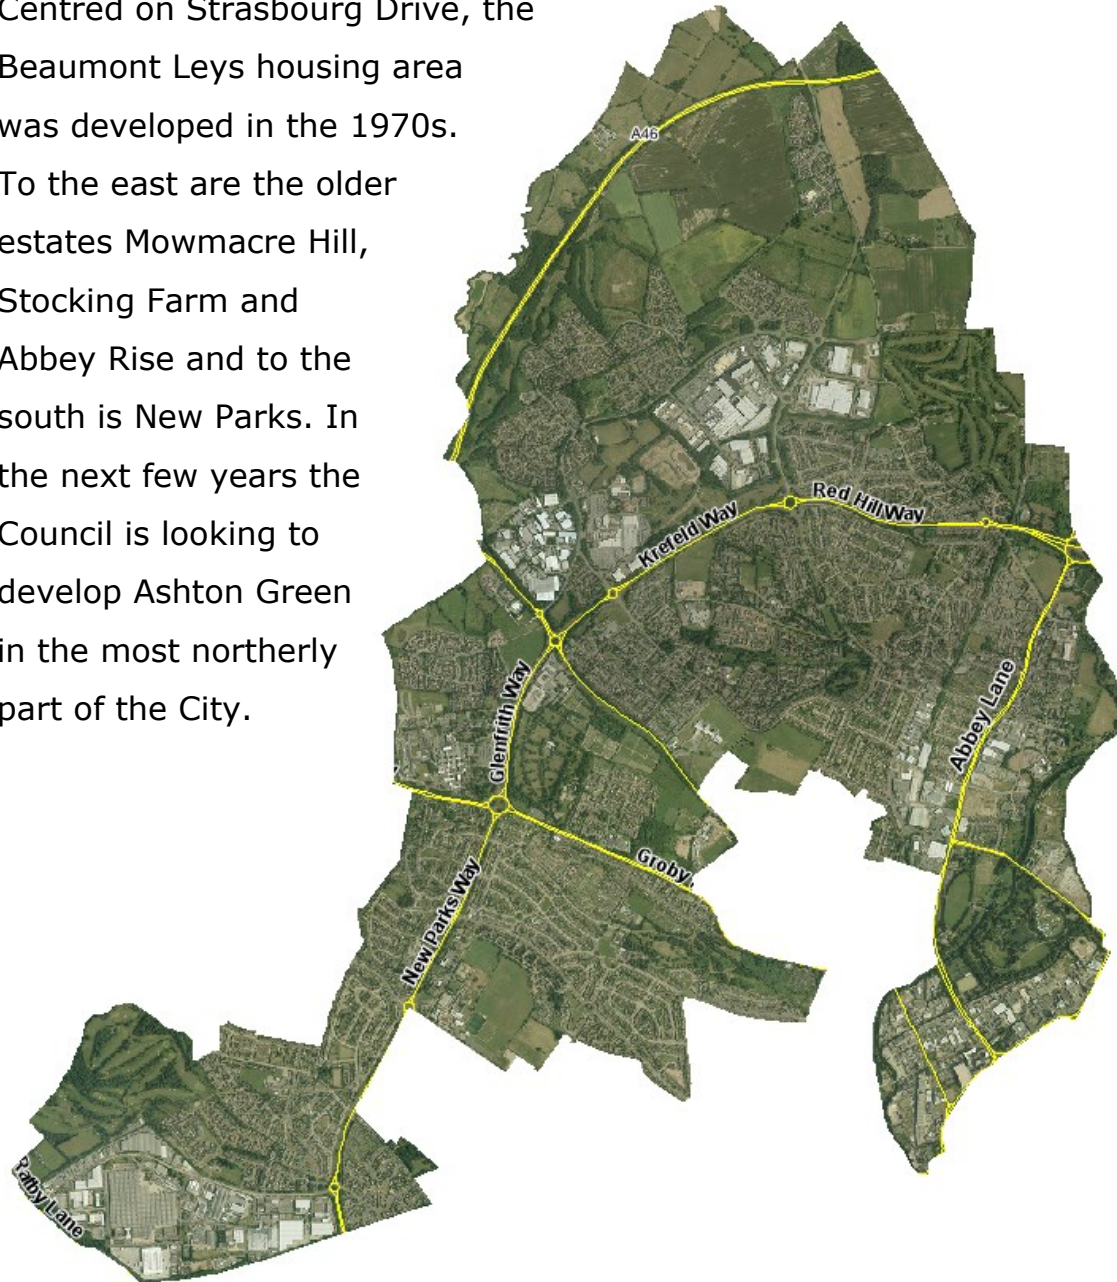 Centred on Strasbourg Drive, the
Beaumont Leys housing area
was developed in the 1970s.
To the east are the older
estates Mowmacre Hill,
Stocking Farm and
Abbey Rise and to the
south is New Parks. In
the next few years the
Council is looking to
develop Ashton Green
in the most northerly
part of the City.
A46
Red Hill Way
Krefeld Way
Glenfrith Way
Abbey Lane
Groby
New Parks Way
Ratby Lane